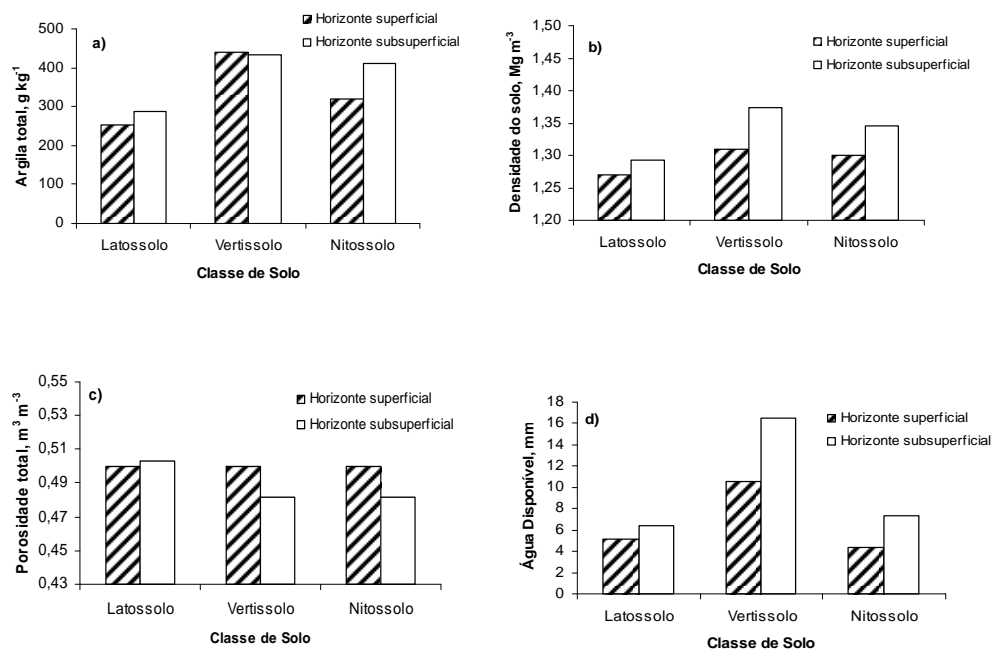 a)
Argila total, g kg⁻¹
500
400
300
200
100
0
Horizonte superficial
Horizonte subsuperficial
Latossolo Vertissolo Nitossolo
Classe de Solo
b)
Densidade do solo, Mg m⁻³
1,50
1,45
1,40
1,35
1,30
1,25
1,20
Horizonte superficial
Horizonte subsuperficial
Latossolo Vertissolo Nitossolo
Classe de Solo
c)
Porosidade total, m³ m⁻³
0,55
0,53
0,51
0,49
0,47
0,45
0,43
Horizonte superficial
Horizonte subsuperficial
Latossolo Vertissolo Nitossolo
Classe de Solo
d)
Água Disponível, mm
18
16
14
12
10
8
6
4
2
0
Horizonte superficial
Horizonte subsuperficial
Latossolo Vertissolo Nitossolo
Classe de Solo